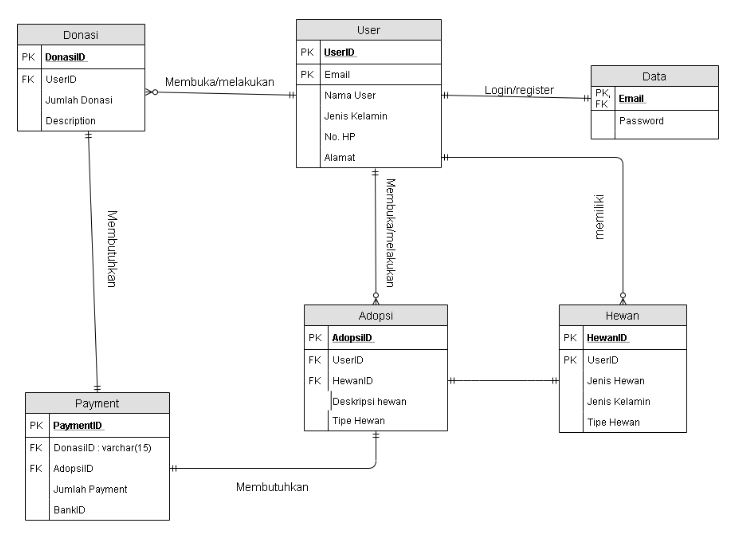 Donasi
PK DonasiID
FK UserID
Jumlah Donasi
Description
Membuka/melakukan
User
PK UserID
PK Email
Nama User
Jenis Kelamin
No. HP
Alamat
Login/register
Data
PK, FK Email
Password
Membutuhkan
Membuka/melakukan
memiliki
Adopsi
PK AdopsiID
FK UserID
FK HewanID
Deskripsi hewan
Tipe Hewan
Hewan
PK HewanID
PK UserID
Jenis Hewan
Jenis Kelamin
Tipe Hewan
Payment
PK PaymentID
FK DonasiID : varchar(15)
FK AdopsiID
Jumlah Payment
BankID
Membutuhkan